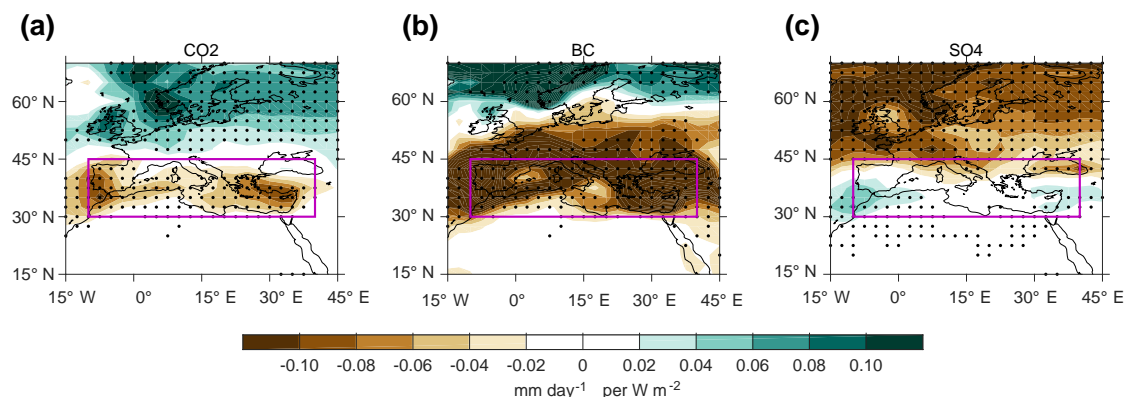 (a) (b) (c)
CO2 BC SO4
60° N 60° N 60° N
45° N 45° N 45° N
30° N 30° N 30° N
15° N 15° N 15° N
15° W 0° 15° E 30° E 45° E 15° W 0° 15° E 30° E 45° E 15° W 0° 15° E 30° E 45° E
-0.10 -0.08 -0.06 -0.04 -0.02 0 0.02 0.04 0.06 0.08 0.10
mm day-1 per W m-2